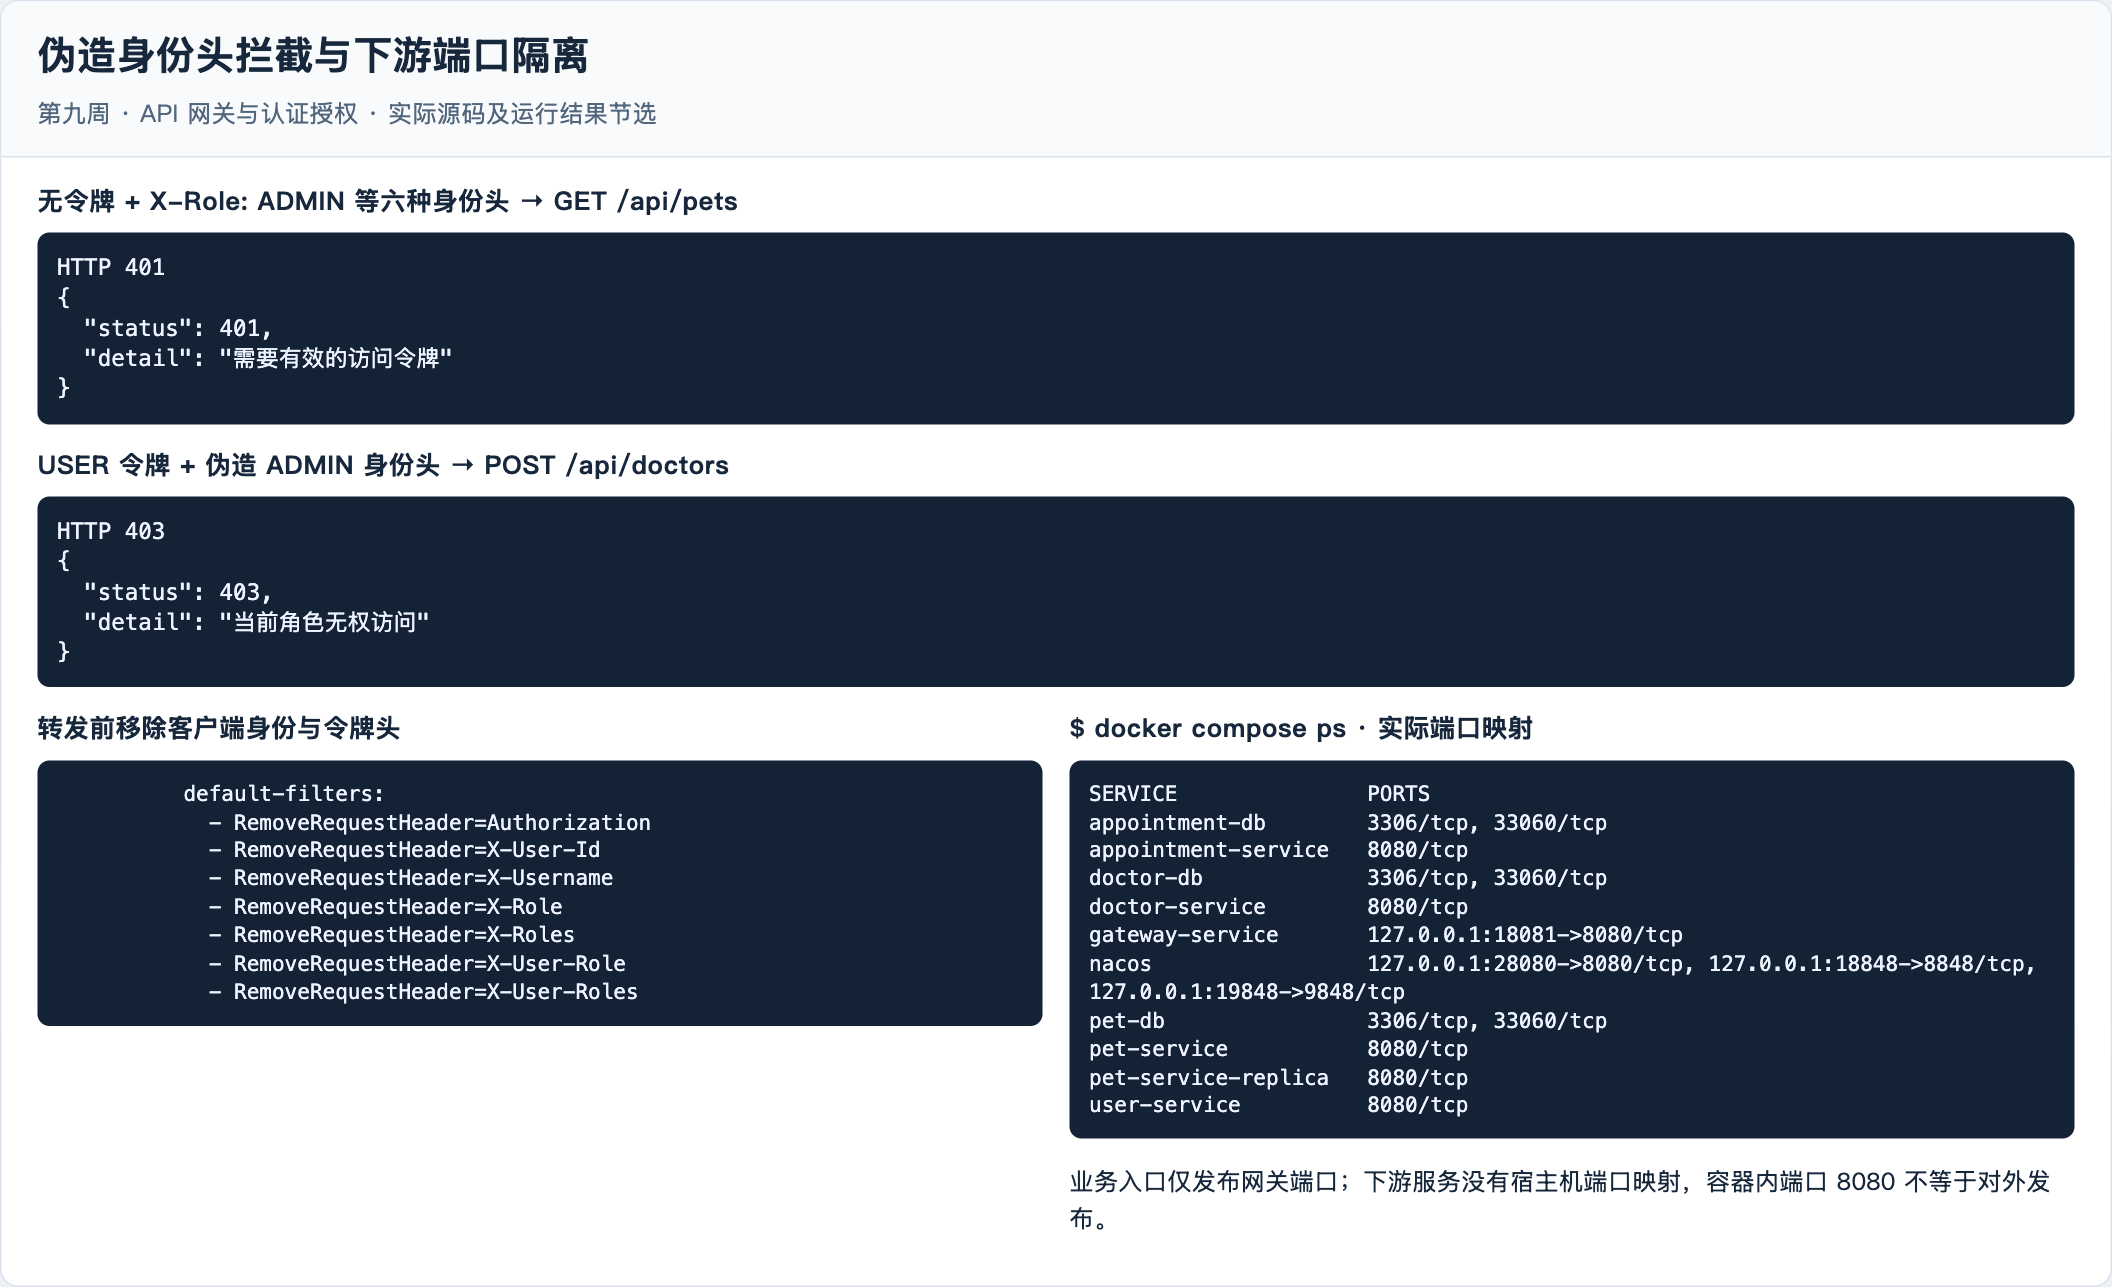 伪造身份头拦截与下游端口隔离
第九周 · API 网关与认证授权 · 实际源码及运行结果节选
无令牌 + X-Role: ADMIN 等六种身份头 → GET /api/pets
HTTP 401
{
  "status": 401,
  "detail": "需要有效的访问令牌"
}
USER 令牌 + 伪造 ADMIN 身份头 → POST /api/doctors
HTTP 403
{
  "status": 403,
  "detail": "当前角色无权访问"
}
转发前移除客户端身份与令牌头
default-filters:
  - RemoveRequestHeader=Authorization
  - RemoveRequestHeader=X-User-Id
  - RemoveRequestHeader=X-Username
  - RemoveRequestHeader=X-Role
  - RemoveRequestHeader=X-Roles
  - RemoveRequestHeader=X-User-Role
  - RemoveRequestHeader=X-User-Roles
$ docker compose ps · 实际端口映射
SERVICE               PORTS
appointment-db        3306/tcp, 33060/tcp
appointment-service   8080/tcp
doctor-db             3306/tcp, 33060/tcp
doctor-service        8080/tcp
gateway-service       127.0.0.1:18081->8080/tcp
nacos                 127.0.0.1:28080->8080/tcp, 127.0.0.1:18848->8848/tcp,
127.0.0.1:19848->9848/tcp
pet-db                3306/tcp, 33060/tcp
pet-service           8080/tcp
pet-service-replica   8080/tcp
user-service          8080/tcp
业务入口仅发布网关端口；下游服务没有宿主机端口映射，容器内端口 8080 不等于对外发
布。